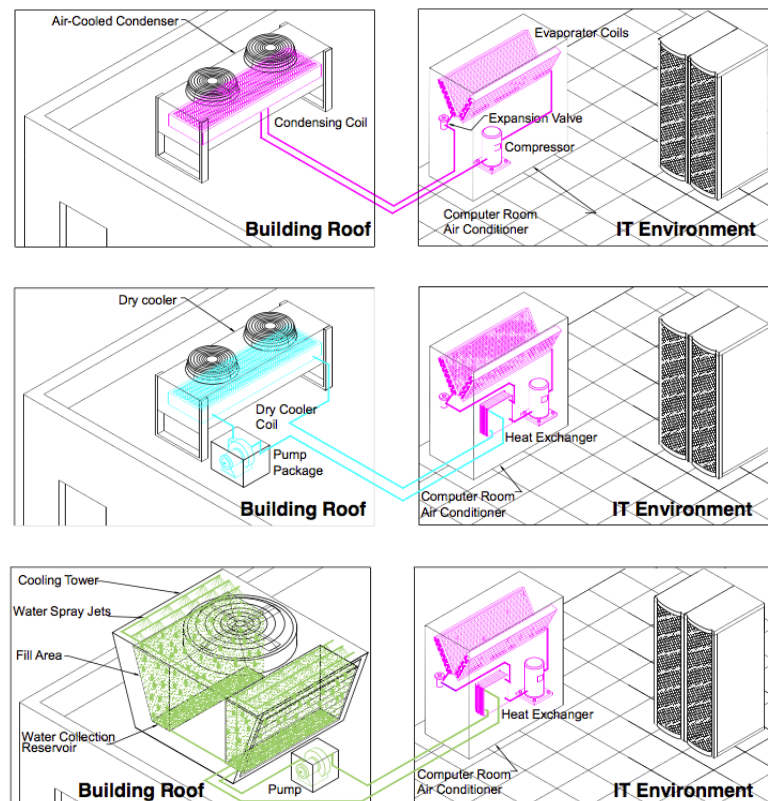 Air-Cooled Condenser
Condensing Coil
Building Roof
Evaporator Coils
Expansion Valve
Compressor
Computer Room
Air Conditioner
IT Environment
Dry cooler
Dry Cooler
Coil
Pump
Package
Building Roof
Heat Exchanger
Computer Room
Air Conditioner
IT Environment
Cooling Tower
Water Spray Jets
Fill Area
Water Collection
Reservoir
Building Roof
Pump
Heat Exchanger
Computer Room
Air Conditioner
IT Environment